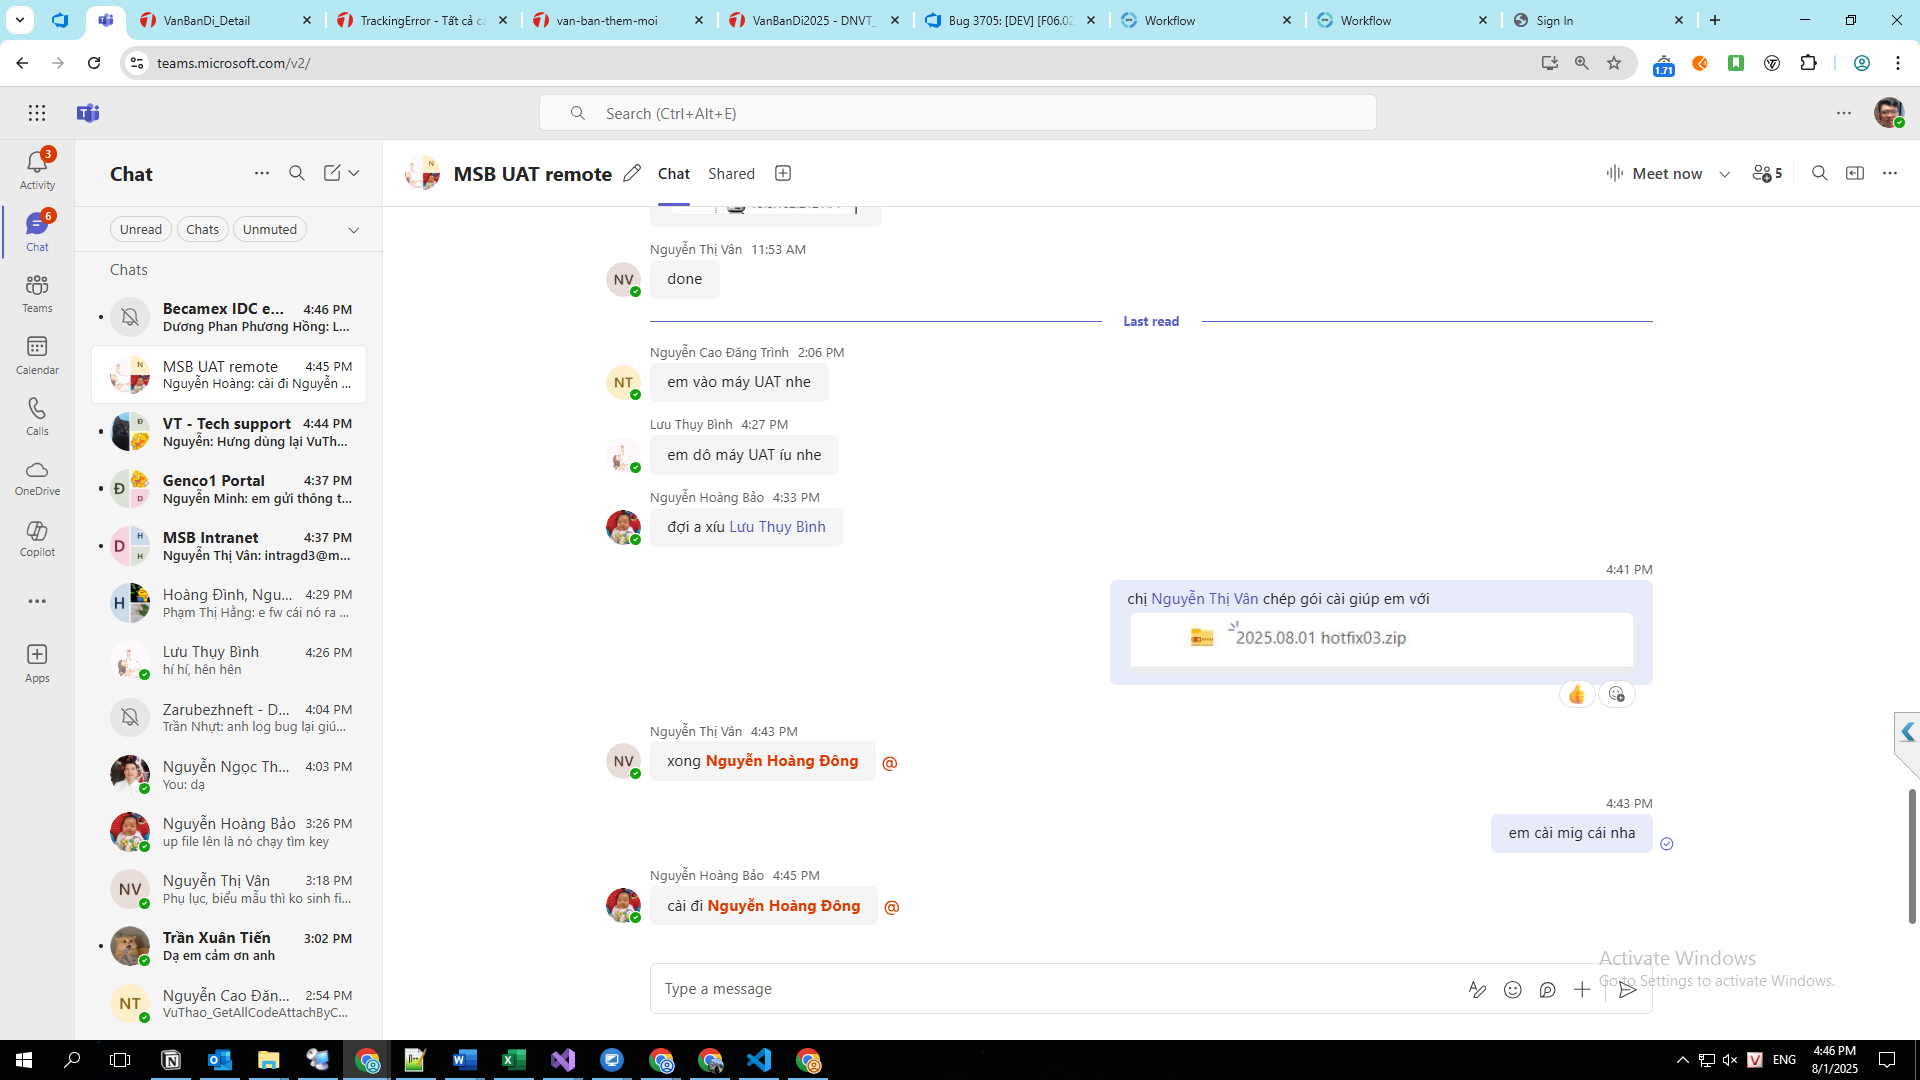 VanBanDi_Detail
TrackingError - Tất cả cá
van-ban-them-moi
VanBanDi2025 - DNVT_
Bug 3705: [DEV] [F06.02
Workflow
Workflow
Sign In
teams.microsoft.com/v2/
1.71
Search (Ctrl+Alt+E)
3
Activity
6
Chat
Teams
Calendar
Calls
OneDrive
Copilot
Apps
Chat
Unread
Chats
Unmuted
Chats
Becamex IDC e... 4:46 PM
Dương Phan Phương Hồng: L...
MSB UAT remote 4:45 PM
Nguyễn Hoàng: cài đi Nguyễn ...
VT - Tech support 4:44 PM
Nguyễn: Hưng dùng lại VuTh...
Genco1 Portal 4:37 PM
Nguyễn Minh: em gửi thông t...
MSB Intranet 4:37 PM
Nguyễn Thị Vân: intragd3@m...
Hoàng Đình, Ngu... 4:29 PM
Phạm Thị Hằng: e fw cái nó ra ...
Lưu Thụy Bình 4:26 PM
hí hí, hên hên
Zarubezhneft - D... 4:04 PM
Trần Nhựt: anh log bug lại giú...
Nguyễn Ngọc Th... 4:03 PM
You: dạ
Nguyễn Hoàng Bảo 3:26 PM
up file lên là nó chạy tìm key
NV
Nguyễn Thị Vân 3:18 PM
Phụ lục, biểu mẫu thì ko sinh fi...
Trần Xuân Tiến 3:02 PM
Dạ em cảm ơn anh
NT
Nguyễn Cao Đăn... 2:54 PM
VuThao_GetAllCodeAttachByC...
MSB UAT remote
Chat
Shared
Meet now
5
Nguyễn Thị Vân 11:53 AM
NV
done
Last read
Nguyễn Cao Đăng Trình 2:06 PM
NT
em vào máy UAT nhe
Lưu Thụy Bình 4:27 PM
em dô máy UAT íu nhe
Nguyễn Hoàng Bảo 4:33 PM
đợi a xíu Lưu Thụy Bình
4:41 PM
chị Nguyễn Thị Vân chép gói cài giúp em với
2025.08.01 hotfix03.zip
Nguyễn Thị Vân 4:43 PM
NV
xong Nguyễn Hoàng Đông @
4:43 PM
em cài mig cái nha
Nguyễn Hoàng Bảo 4:45 PM
cài đi Nguyễn Hoàng Đông @
Type a message
Activate Windows
Go to Settings to activate Windows.
ENG
4:46 PM
8/1/2025